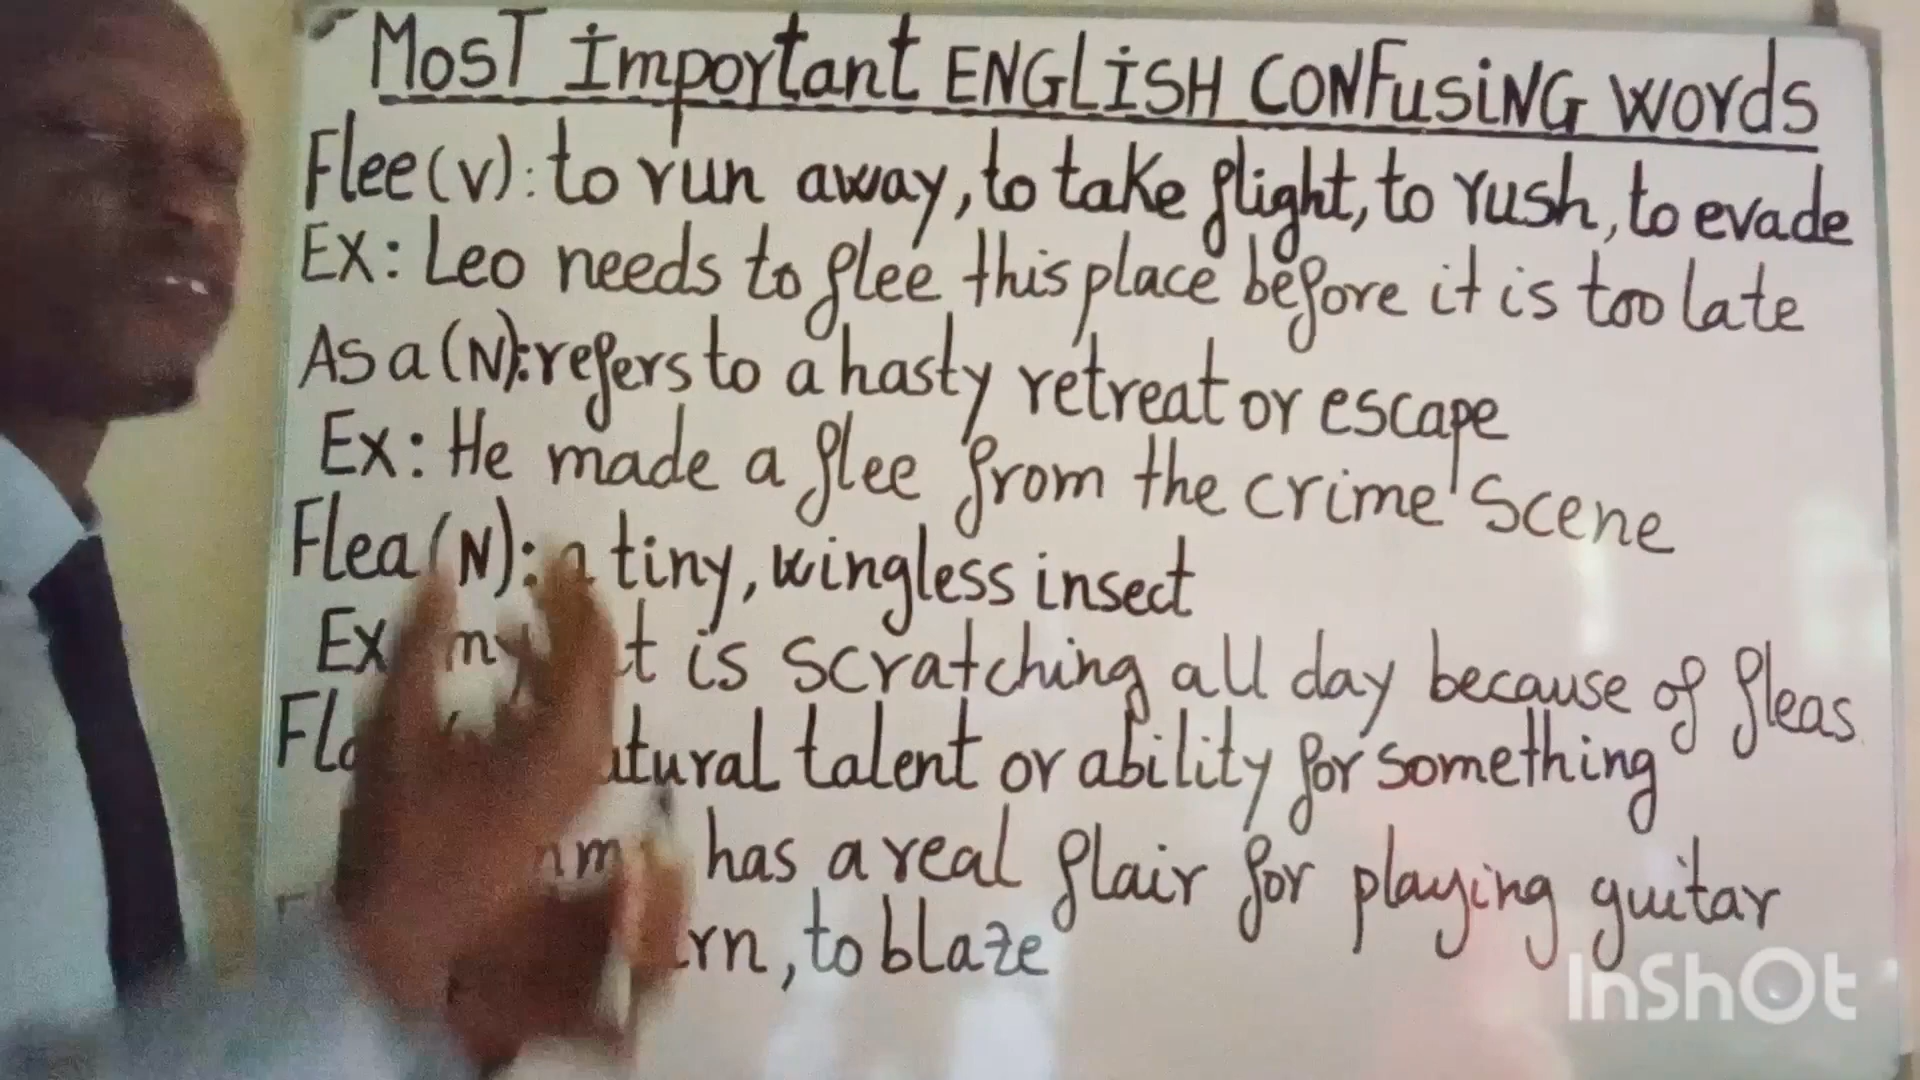 Most Important ENGLISH CONFUSING words
Flee (v): to run away, to take flight, to rush, to evade
EX: Leo needs to flee this place before it is too late
As a (N): refers to a hasty retreat or escape
Ex: He made a flee from the crime scene
Flea (N): a tiny, wingless insect
Ex my is scratching all day because of fleas
talent or ability for something
has a real flair for playing guitar
, to blaze
InShOt